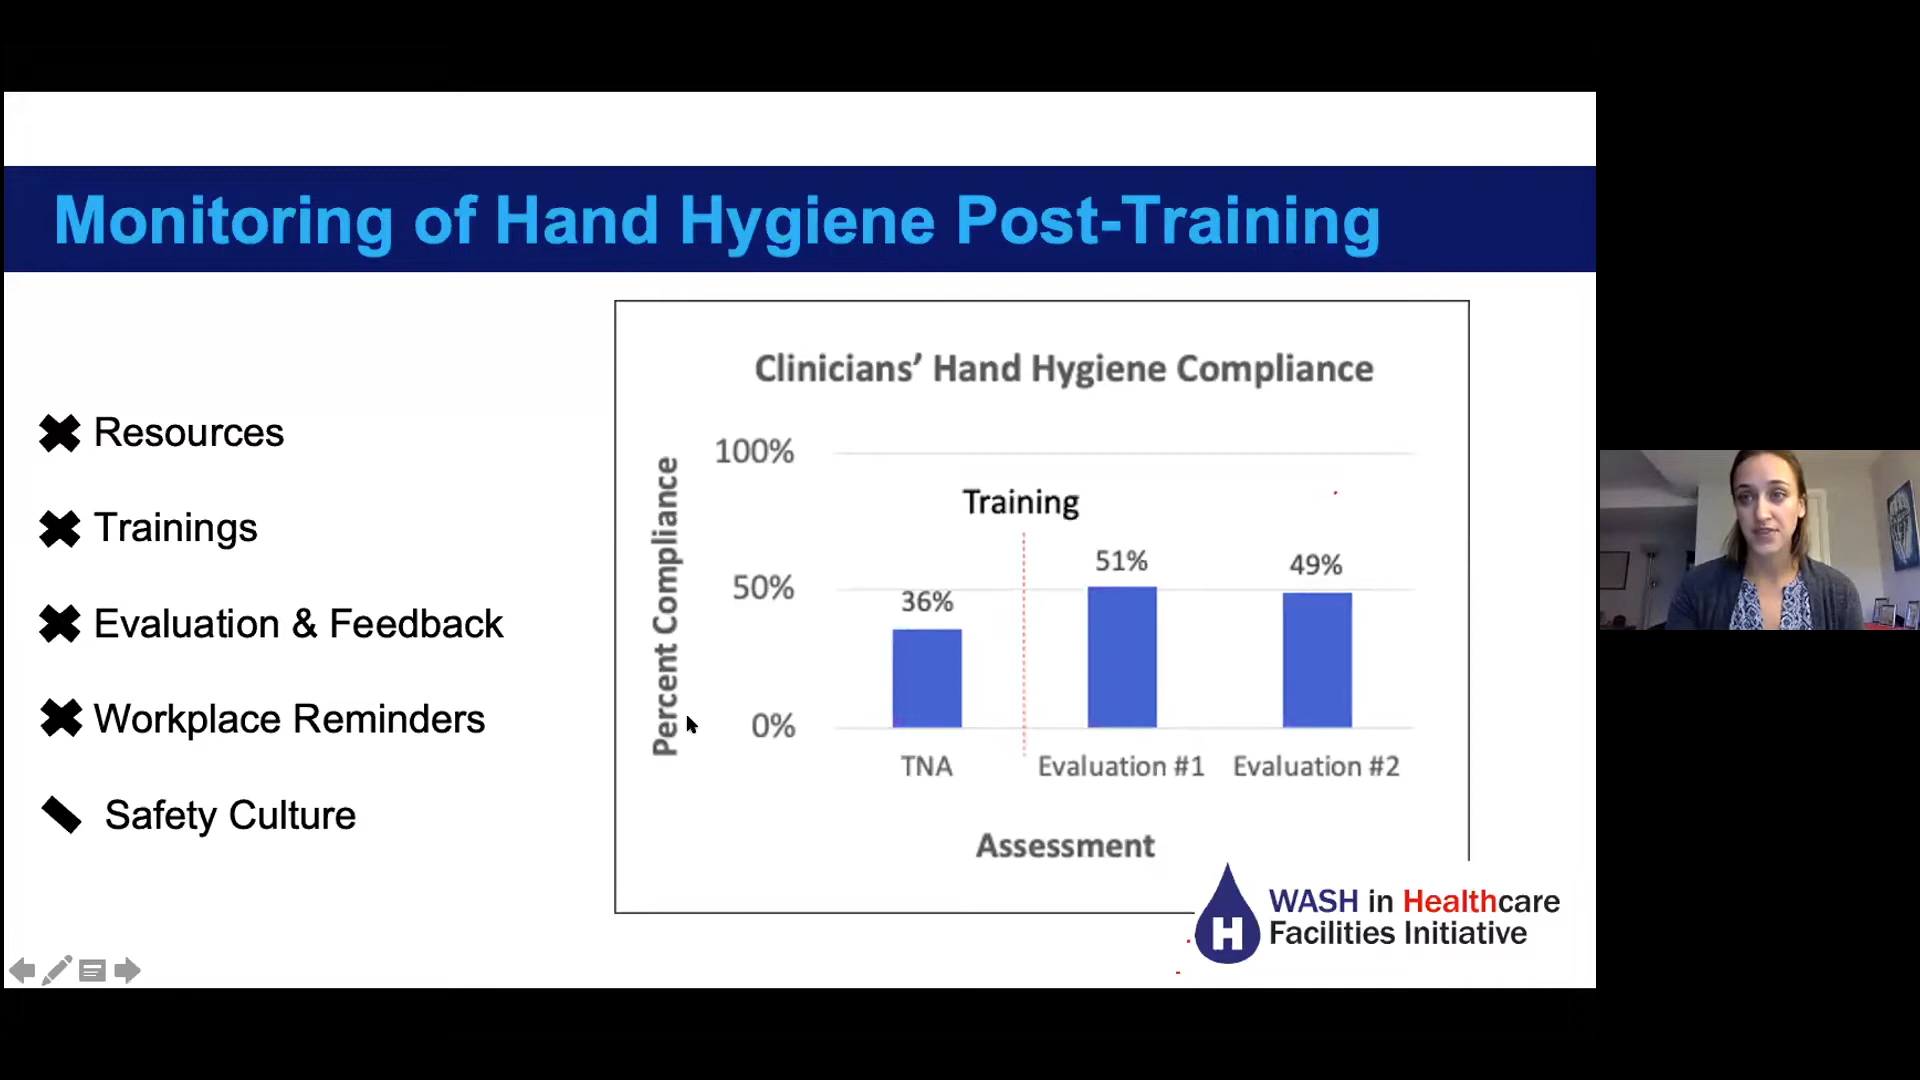 Monitoring of Hand Hygiene Post-Training
Resources
Trainings
Evaluation & Feedback
Workplace Reminders
Safety Culture
Clinicians’ Hand Hygiene Compliance
Percent Compliance
100%
50%
0%
Training
36%
51%
49%
TNA
Evaluation #1
Evaluation #2
Assessment
H
WASH in Healthcare
Facilities Initiative